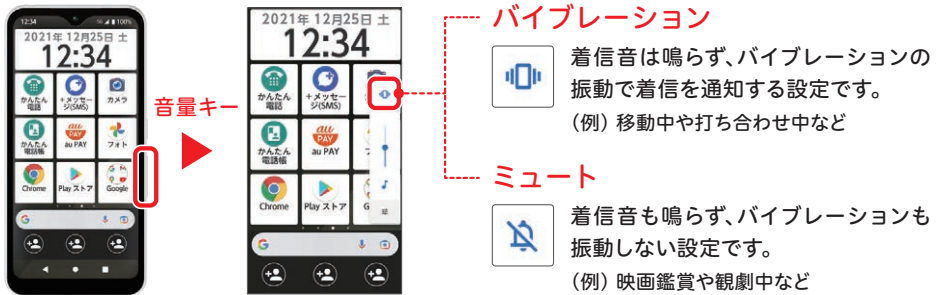 12:34
100%
2021年 12月25日 土
12:34
かんたん
電話
+メッセー
ジ(SMS)
カメラ
かんたん
電話帳
au PAY
フォト
Chrome
Play ストア
Google
音量キー
2021年 12月25日 土
12:34
かんたん
電話
+メッセー
ジ(SMS)
かんたん
電話帳
au PAY
Chrome
Play ストア
バイブレーション
着信音は鳴らず、バイブレーションの
振動で着信を通知する設定です。
（例）移動中や打ち合わせ中など
ミュート
着信音も鳴らず、バイブレーションも
振動しない設定です。
（例）映画鑑賞や観劇中など